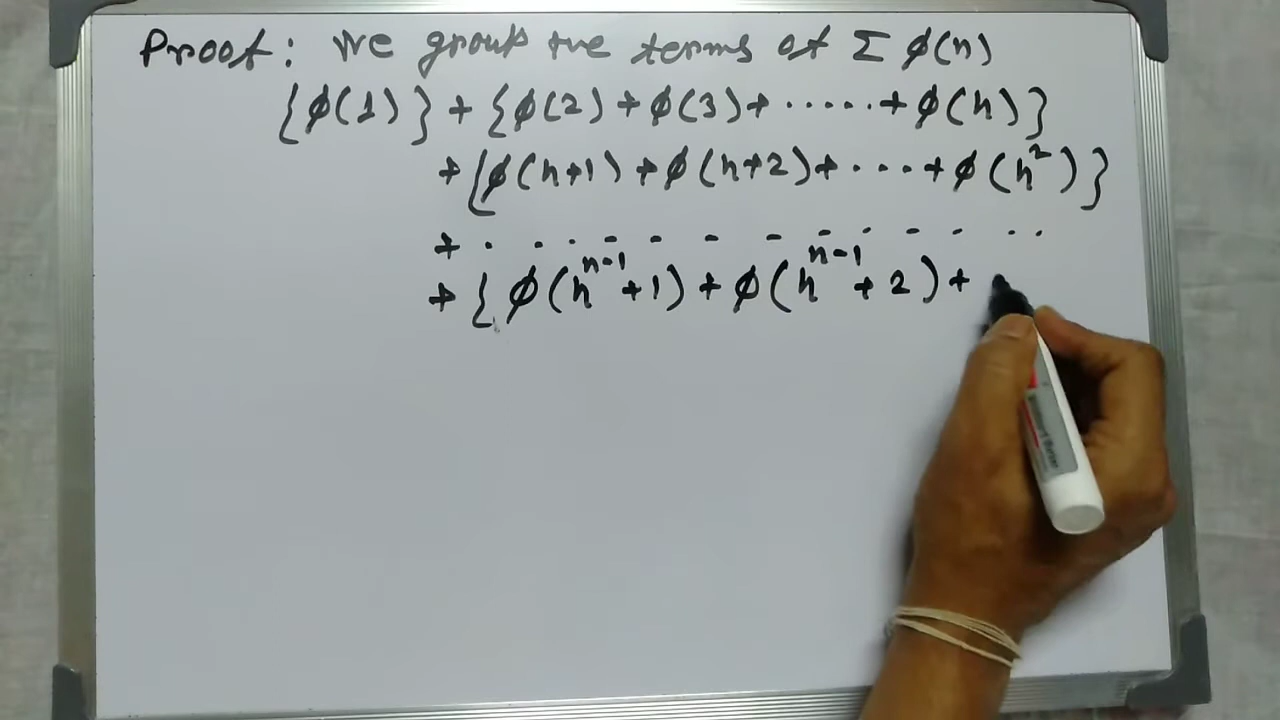 Proof: We group the terms of Σ ϕ(n)
{ϕ(1)} + {ϕ(2) + ϕ(3) + ...... + ϕ(n)}
+ {ϕ(n+1) + ϕ(n+2) + .... + ϕ(n²)}
+ . . . - - - - - . - - . .
+ { ϕ(n^{n-1} + 1) + ϕ(n^{n-1} + 2) + .